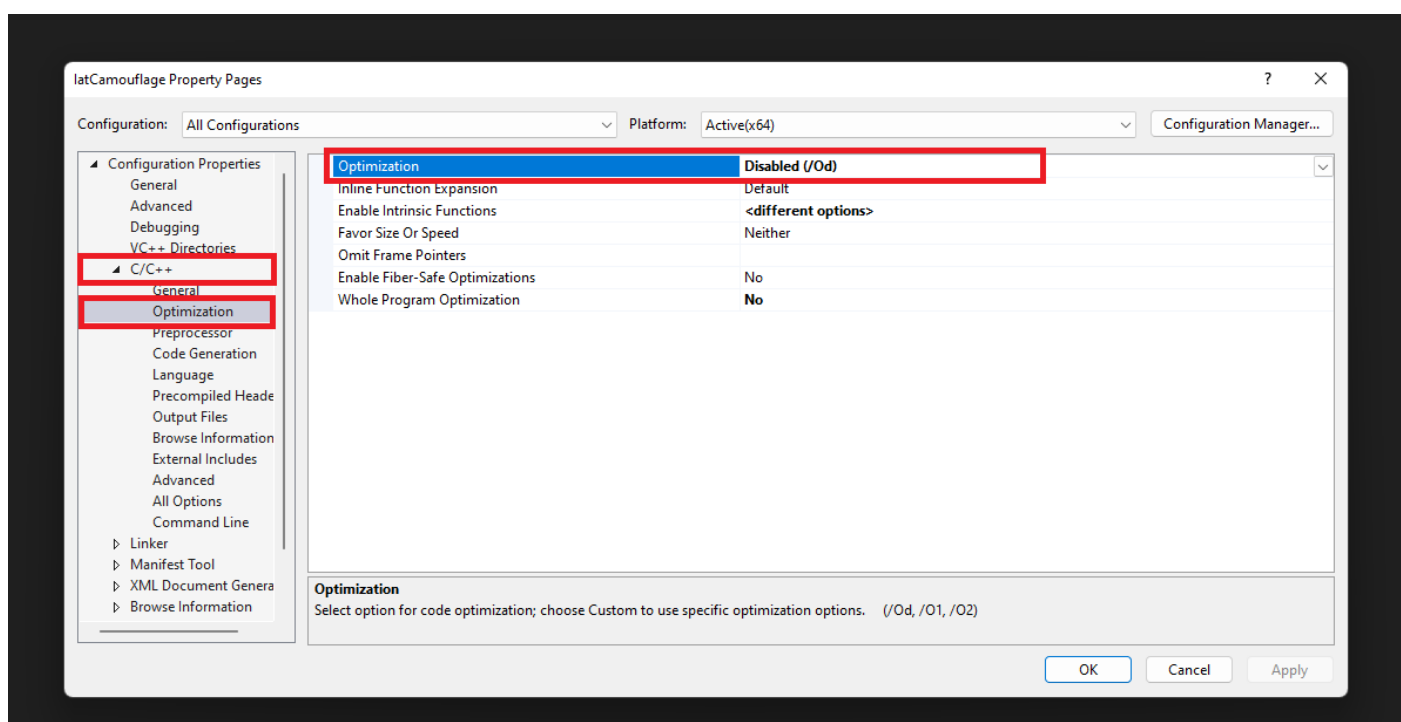 IatCamouflage Property Pages
? ×
Configuration: All Configurations Platform: Active(x64) Configuration Manager...
Configuration Properties
General
Advanced
Debugging
VC++ Directories
C/C++
General
Optimization
Preprocessor
Code Generation
Language
Precompiled Heade
Output Files
Browse Information
External Includes
Advanced
All Options
Command Line
Linker
Manifest Tool
XML Document Genera
Browse Information
Optimization Disabled (/Od)
Inline Function Expansion Default
Enable Intrinsic Functions <different options>
Favor Size Or Speed Neither
Omit Frame Pointers
Enable Fiber-Safe Optimizations No
Whole Program Optimization No
Optimization
Select option for code optimization; choose Custom to use specific optimization options. (/Od, /O1, /O2)
OK Cancel Apply